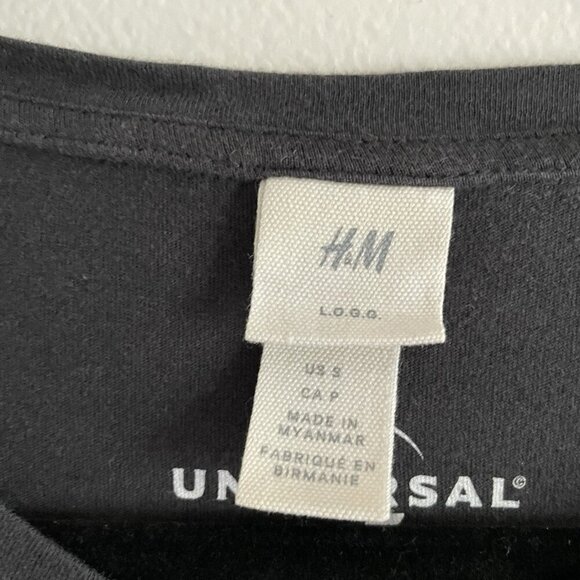 H&M
L.O.G.G.
US S
CA P
MADE IN
MYANMAR
FABRIQUÉ EN
BIRMANIE
UN RSAL©